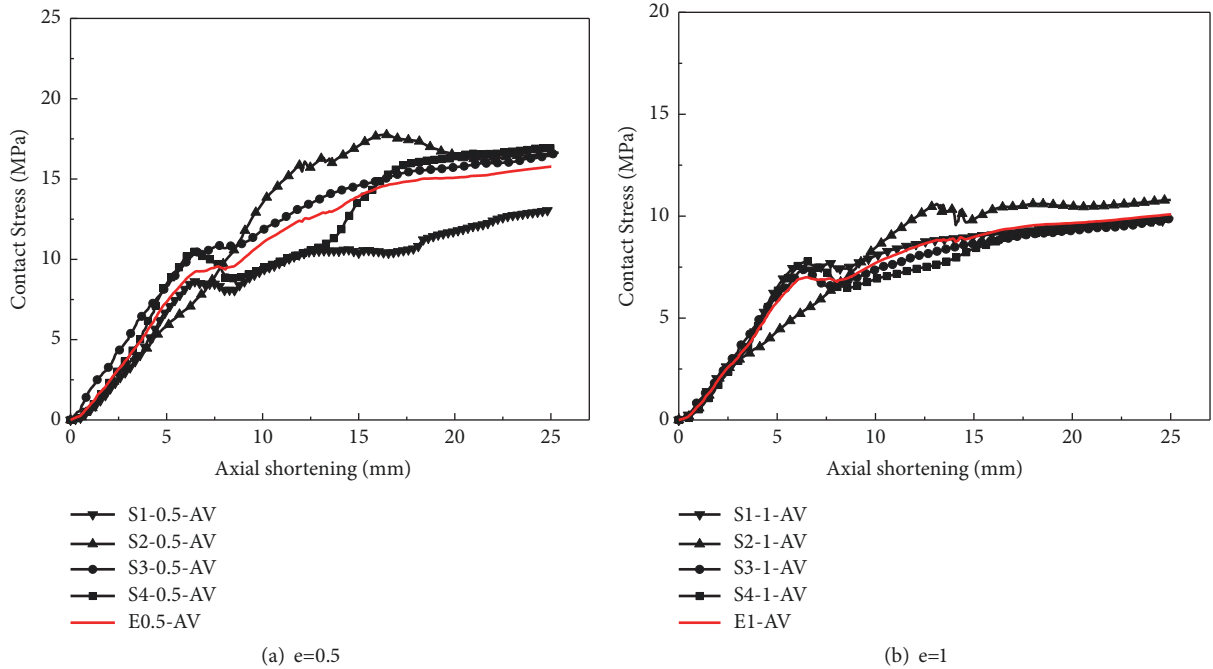 25
20
15
10
5
0
Contact Stress (MPa)
0 5 10 15 20 25
Axial shortening (mm)
S1-0.5-AV
S2-0.5-AV
S3-0.5-AV
S4-0.5-AV
E0.5-AV
(a) e=0.5
20
15
10
5
0
Contact Stress (MPa)
0 5 10 15 20 25
Axial shortening (mm)
S1-1-AV
S2-1-AV
S3-1-AV
S4-1-AV
E1-AV
(b) e=1